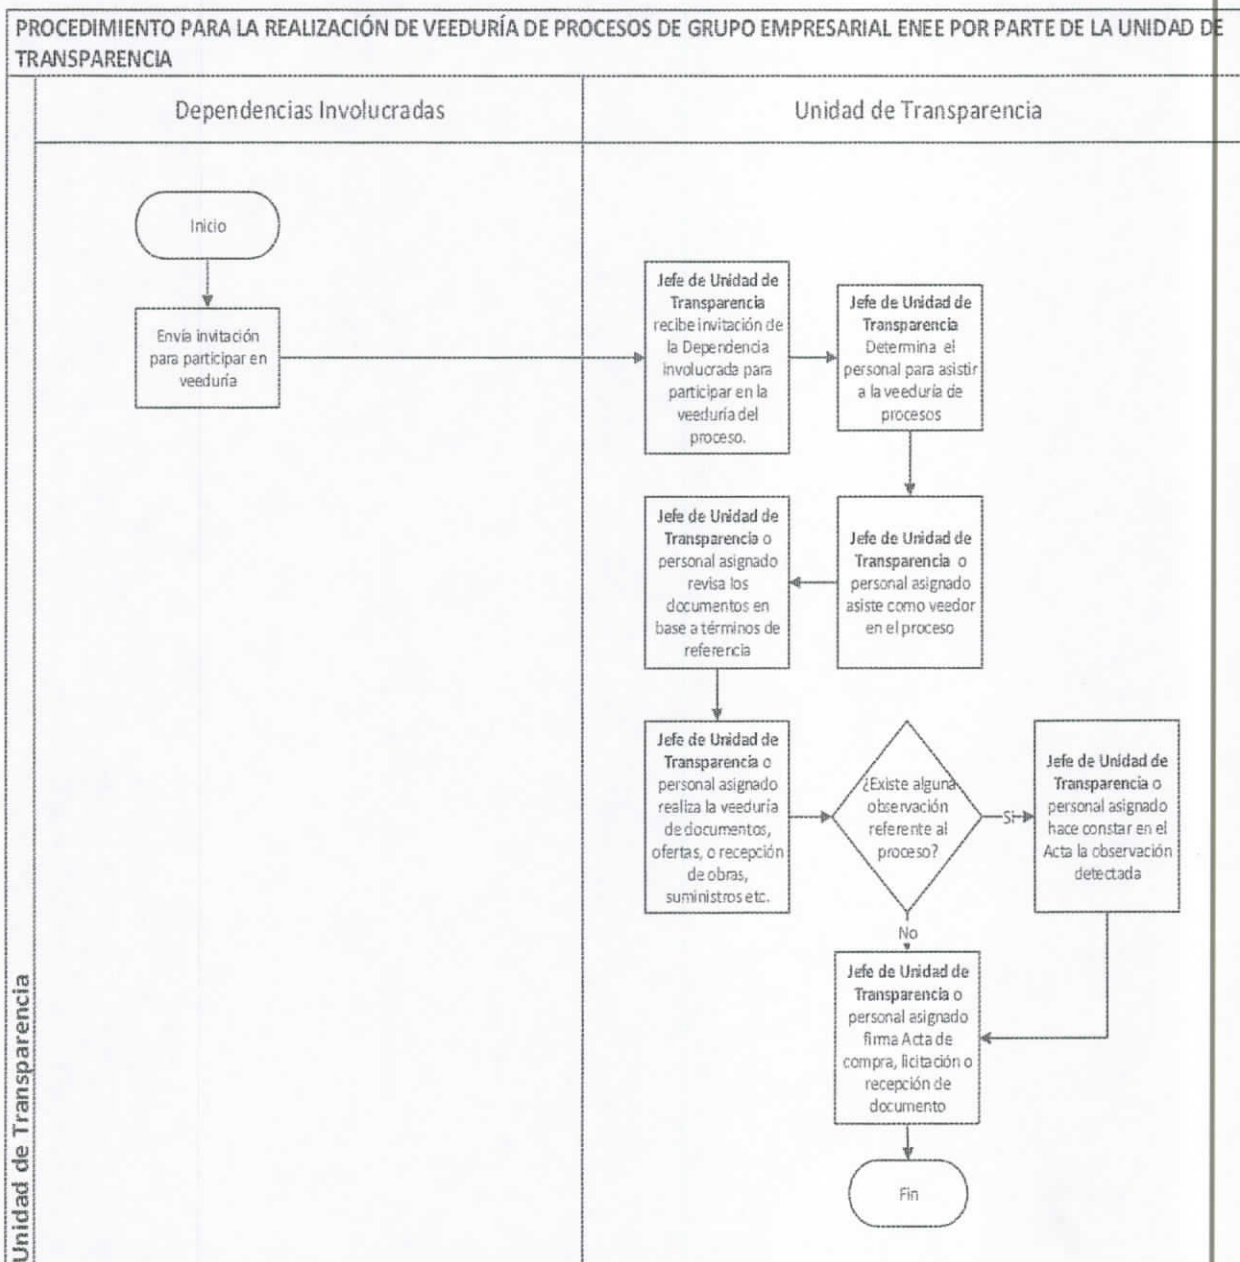 PROCEDIMIENTO PARA LA REALIZACIÓN DE VEEDURÍA DE PROCESOS DE GRUPO EMPRESARIAL ENEE POR PARTE DE LA UNIDAD DE
TRANSPARENCIA
Dependencias Involucradas
Unidad de Transparencia
Inicio
Envía invitación
para participar en
veeduría
Jefe de Unidad de
Transparencia
recibe invitación de
la Dependencia
involucrada para
participar en la
veeduría del
proceso.
Jefe de Unidad de
Transparencia
Determina el
personal para asistir
a la veeduría de
procesos
Jefe de Unidad de
Transparencia o
personal asignado
asiste como veedor
en el proceso
Jefe de Unidad de
Transparencia o
personal asignado
revisa los
documentos en
base a términos de
referencia
Jefe de Unidad de
Transparencia o
personal asignado
realiza la veeduría
de documentos,
ofertas, o recepción
de obras,
suministros etc.
¿Existe alguna
observación
referente al
proceso?
Si
Jefe de Unidad de
Transparencia o
personal asignado
hace constar en el
Acta la observación
detectada
No
Jefe de Unidad de
Transparencia o
personal asignado
firma Acta de
compra, licitación o
recepción de
documento
Fin
Unidad de Transparencia